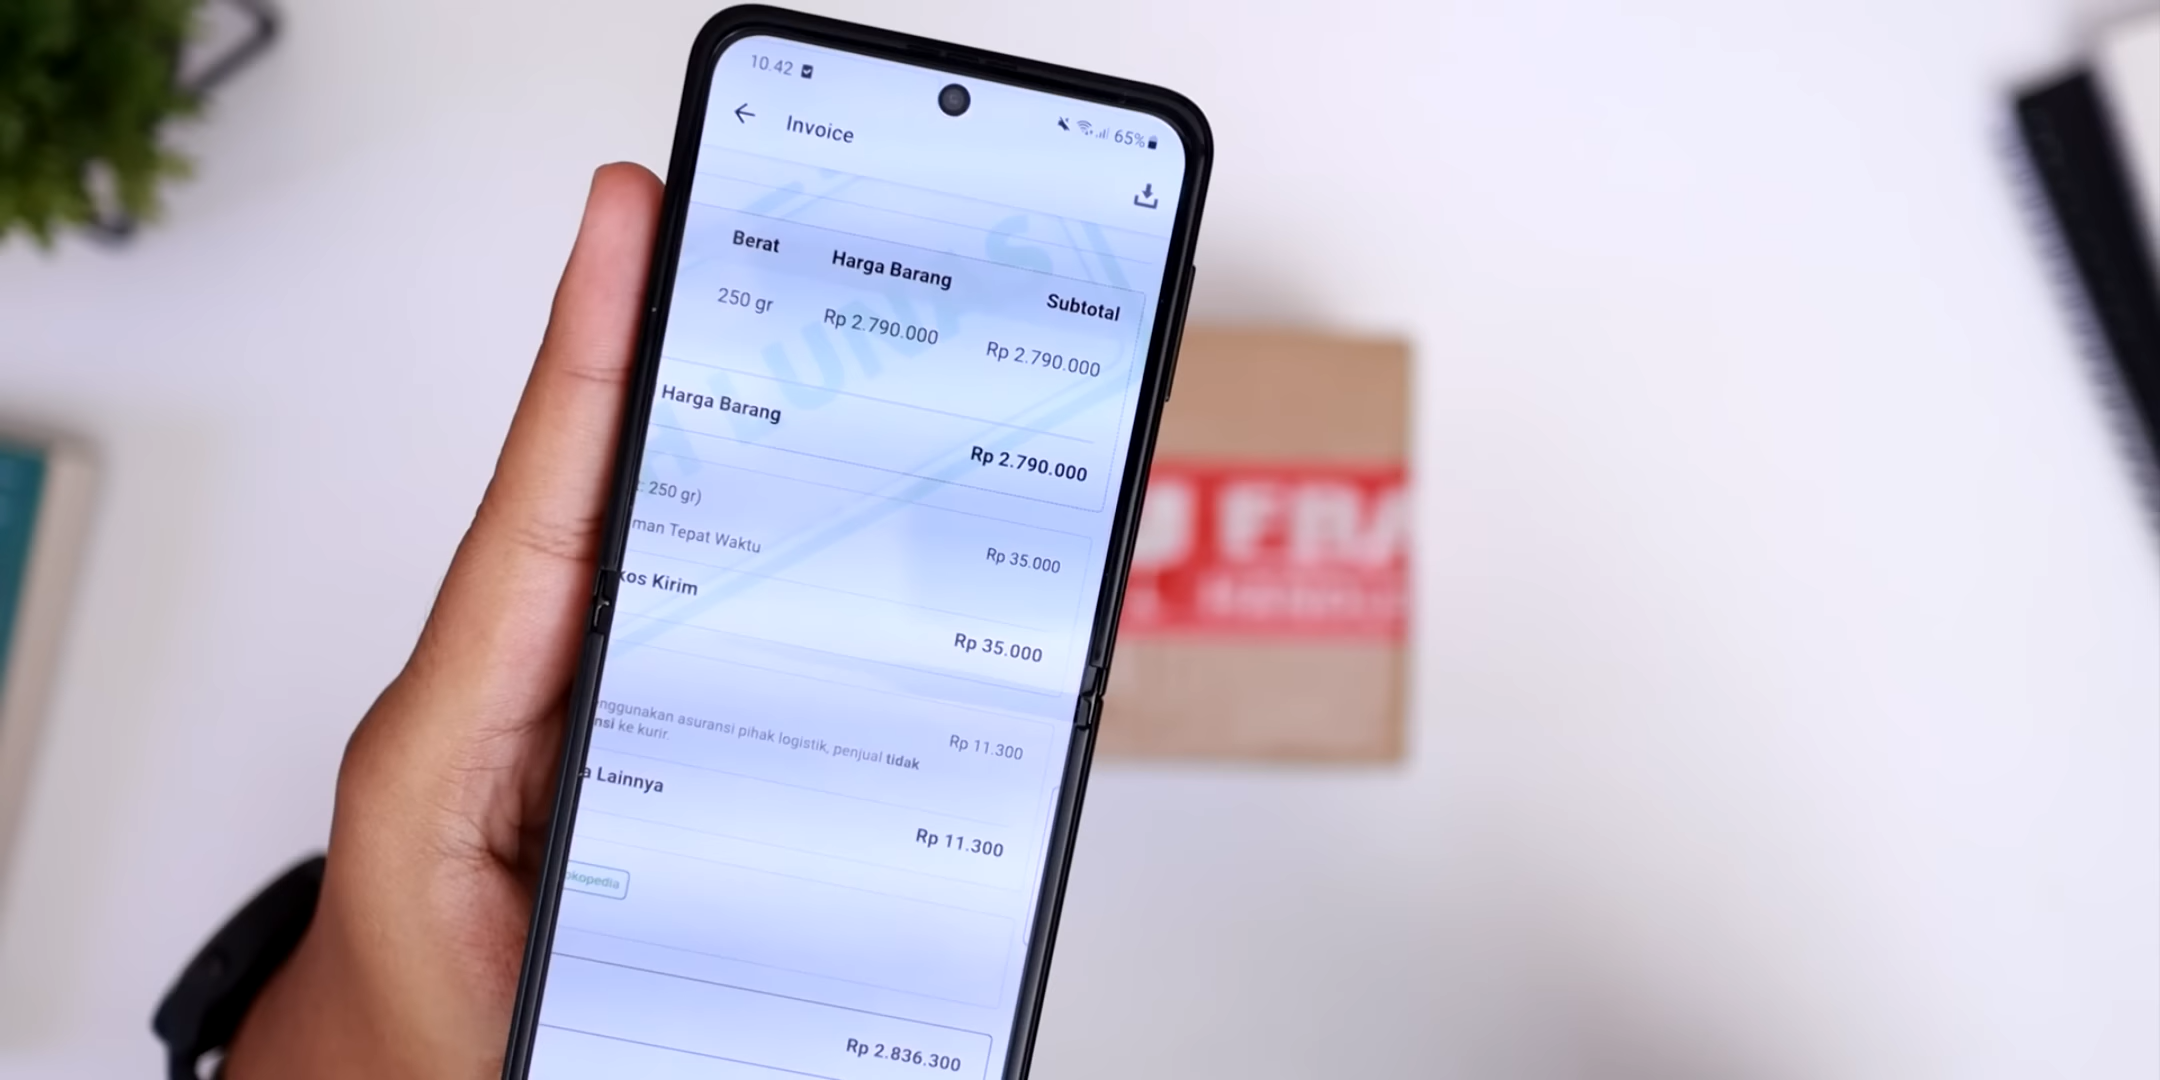 10.42
65%
Invoice
Berat Harga Barang Subtotal
250 gr Rp 2.790.000 Rp 2.790.000
Harga Barang
Rp 2.790.000
: 250 gr)
man Tepat Waktu
Rp 35.000
kos Kirim
Rp 35.000
enggunakan asuransi pihak logistik, penjual tidak
nsi ke kurir.
Rp 11.300
a Lainnya
Rp 11.300
okopedia
Rp 2.836.300
H LUNAS
FRA